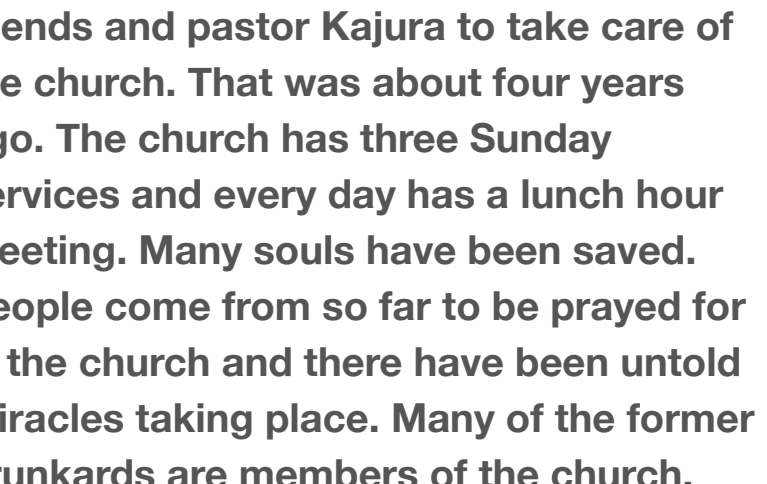 ends and pastor Kajura to take care of
e church. That was about four years
go. The church has three Sunday
ervices and every day has a lunch hour
eeting. Many souls have been saved.
eople come from so far to be prayed for
the church and there have been untold
iracles taking place. Many of the former
runkards are members of the church.